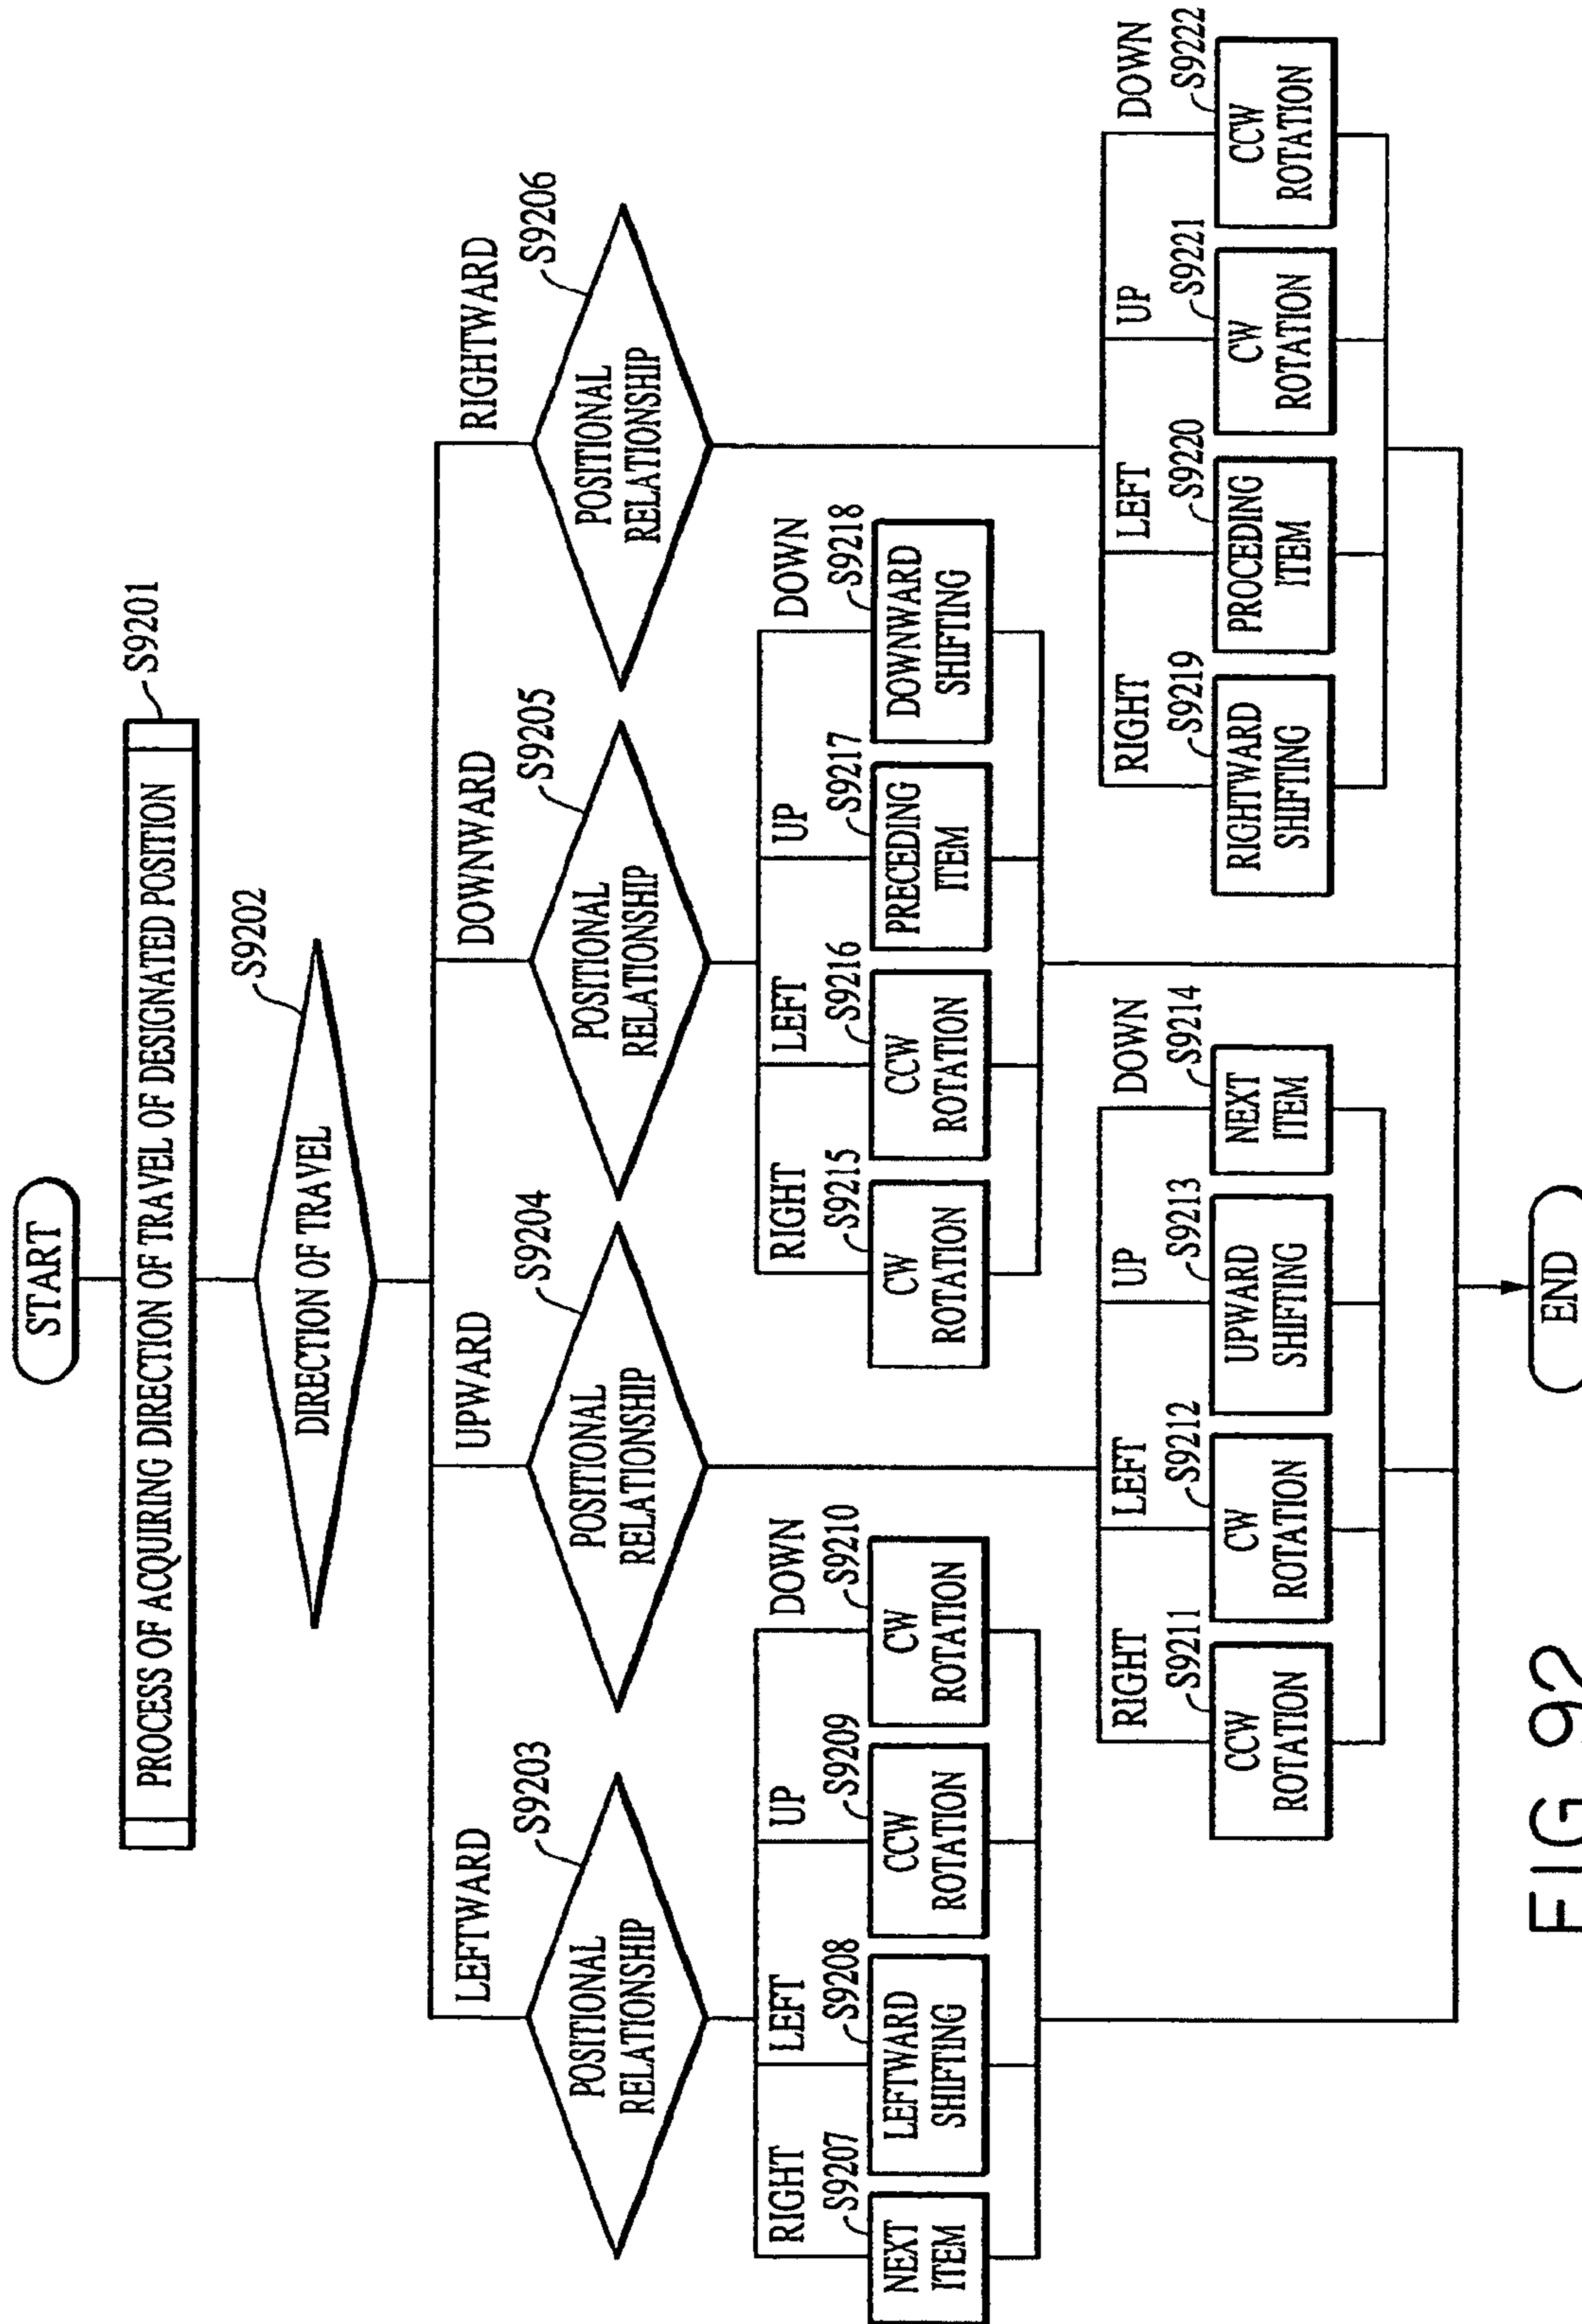 START
S9201
PROCESS OF ACQUIRING DIRECTION OF TRAVEL OF DESIGNATED POSITION
S9202
DIRECTION OF TRAVEL
LEFTWARD
UPWARD
DOWNWARD
RIGHTWARD
S9203
POSITIONAL
RELATIONSHIP
S9204
POSITIONAL
RELATIONSHIP
S9205
POSITIONAL
RELATIONSHIP
S9206
POSITIONAL
RELATIONSHIP
RIGHT
S9207
NEXT
ITEM
LEFT
S9208
LEFTWARD
SHIFTING
UP
S9209
CCW
ROTATION
DOWN
S9210
CW
ROTATION
RIGHT
S9215
CW
ROTATION
LEFT
S9216
CCW
ROTATION
UP
S9217
PRECEDING
ITEM
DOWN
S9218
DOWNWARD
SHIFTING
RIGHT
S9211
CCW
ROTATION
LEFT
S9212
CW
ROTATION
UP
S9213
UPWARD
SHIFTING
DOWN
S9214
NEXT
ITEM
RIGHT
S9219
RIGHTWARD
SHIFTING
LEFT
S9220
PROCEDING
ITEM
UP
S9221
CW
ROTATION
DOWN
S9222
CCW
ROTATION
END
FIG.92